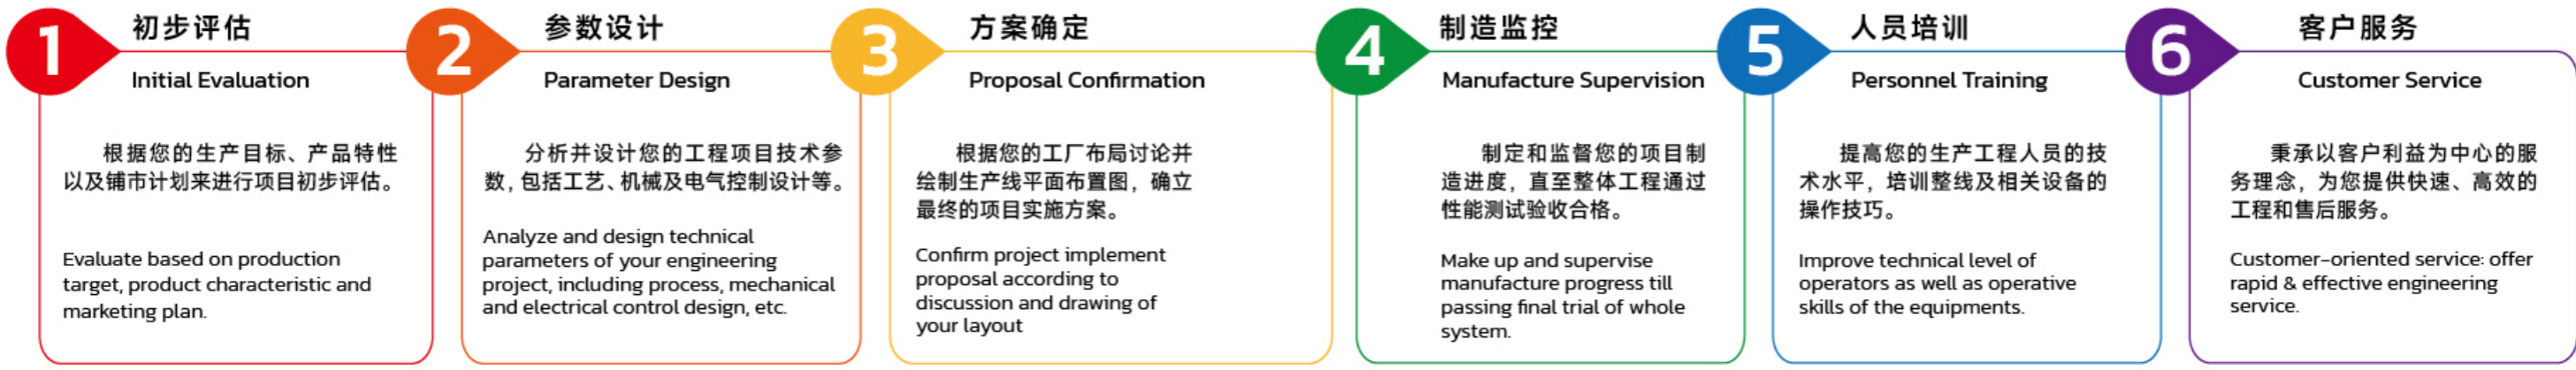 1
初步评估
Initial Evaluation
根据您的生产目标、产品特性
以及铺市计划来进行项目初步评估。
Evaluate based on production
target, product characteristic and
marketing plan.
2
参数设计
Parameter Design
分析并设计您的工程项目技术参
数,包括工艺、机械及电气控制设计等。
Analyze and design technical
parameters of your engineering
project, including process, mechanical
and electrical control design, etc.
3
方案确定
Proposal Confirmation
根据您的工厂布局讨论并
绘制生产线平面布置图，确立
最终的项目实施方案。
Confirm project implement
proposal according to
discussion and drawing of
your layout
4
制造监控
Manufacture Supervision
制定和监督您的项目制
造进度，直至整体工程通过
性能测试验收合格。
Make up and supervise
manufacture progress till
passing final trial of whole
system.
5
人员培训
Personnel Training
提高您的生产工程人员的技
术水平，培训整线及相关设备的
操作技巧。
Improve technical level of
operators as well as operative
skills of the equipments.
6
客户服务
Customer Service
秉承以客户利益为中心的服
务理念，为您提供快速、高效的
工程和售后服务。
Customer-oriented service: offer
rapid & effective engineering
service.